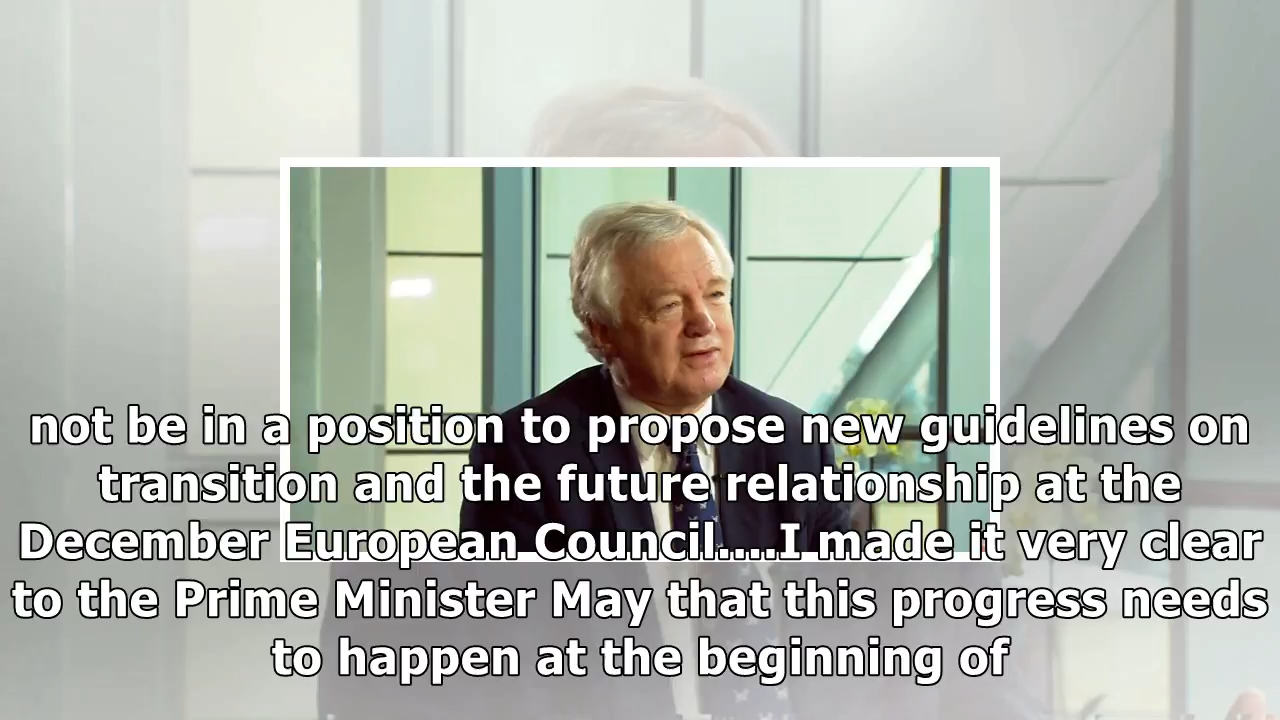 not be in a position to propose new guidelines on
transition and the future relationship at the
December European Council....I made it very clear
to the Prime Minister May that this progress needs
to happen at the beginning of